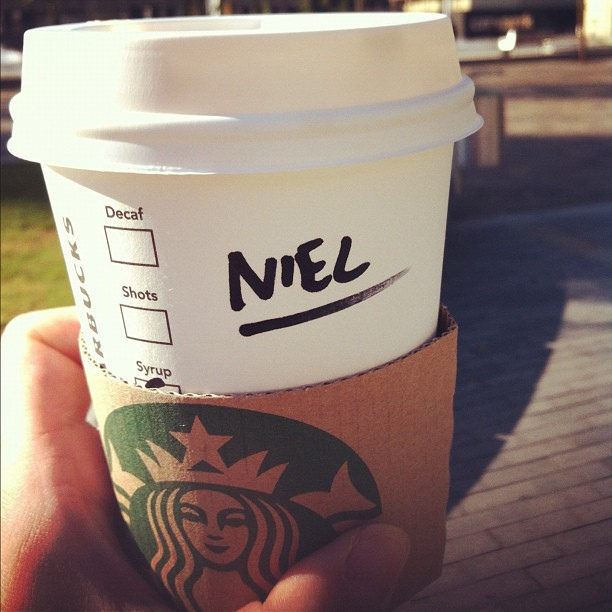 Decaf
NIEL
Shots
Syrup
RBUCKS